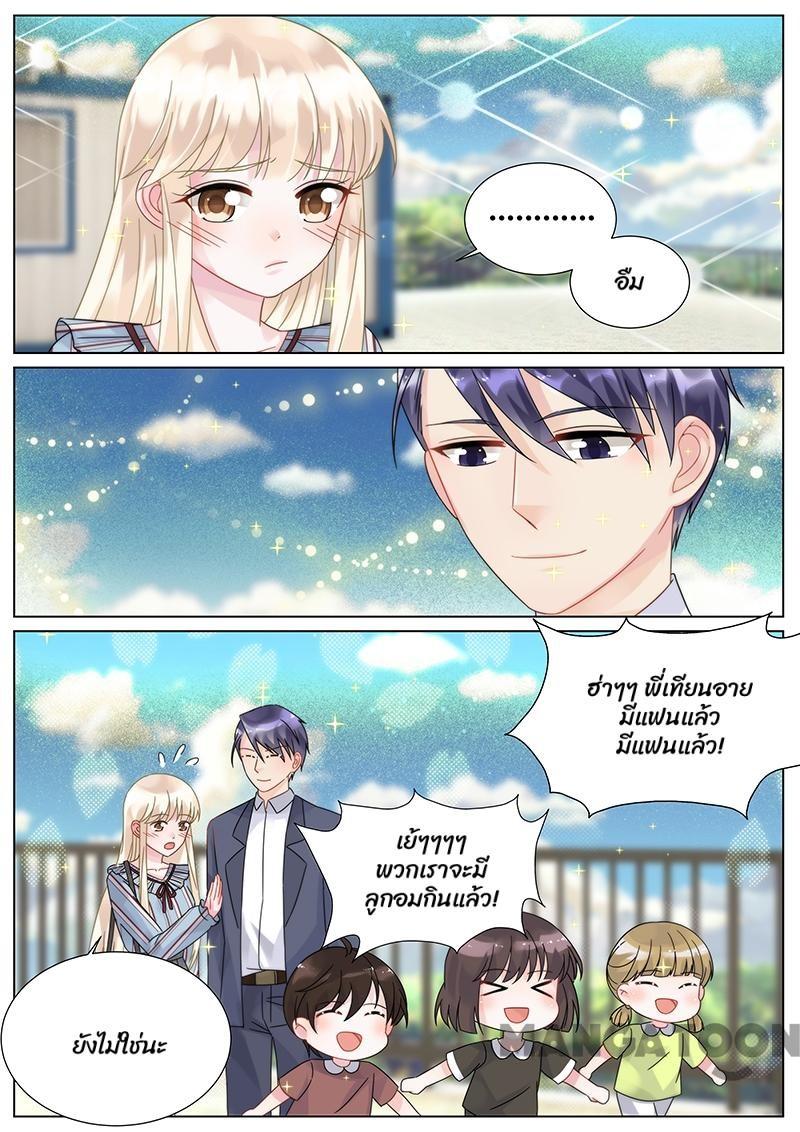 ............
อืม
ฮ่าๆๆ พี่เทียนอาย
มีแฟนแล้ว
มีแฟนแล้ว!
เย้ๆๆๆๆ
พวกเราจะมี
ลูกอมกินแล้ว!
ยังไม่ใช่นะ
MANGATOON